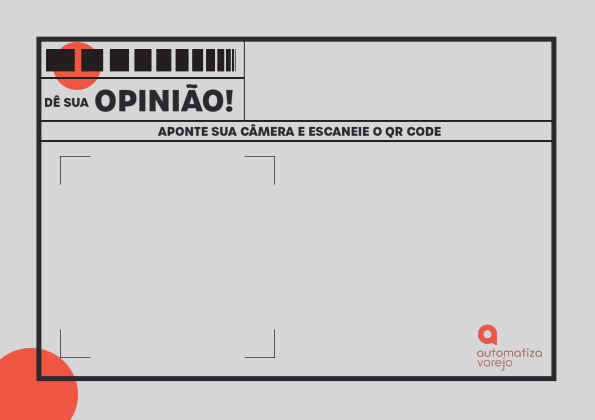 DÊ SUA OPINIÃO!
APONTE SUA CÂMERA E ESCANEIE O QR CODE
automatiza
varejo